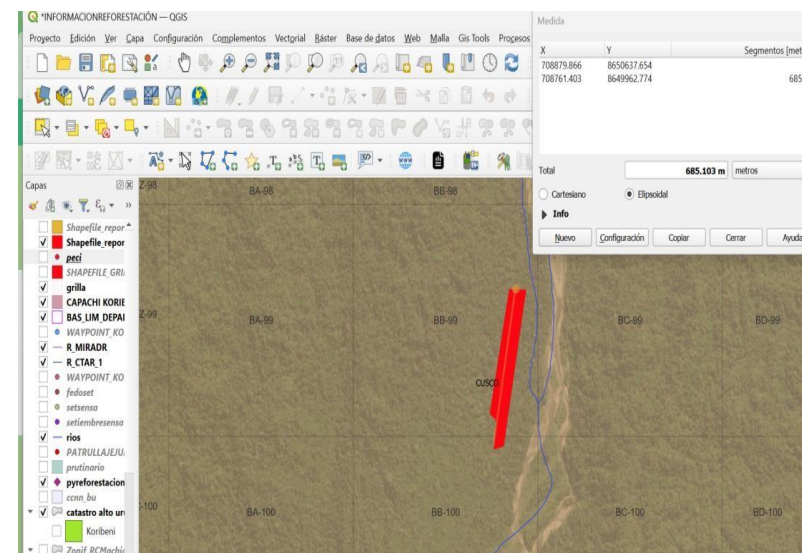 *INFORMACIONREFORESTACIÓN — QGIS
Proyecto Edición Ver Capa Configuración Complementos Vectorial Ráster Base de datos Web Malla Gis Tools Procesos
Medida
X Y Segmentos [met
708879.866 8650637.654
708761.403 8649962.774 685
Total 685.103 m metros
Cartesiano Elipsoidal
Info
Nuevo Configuración Copiar Cerrar Ayuda
Capas
Shapefile_repor
Shapefile_repor
peci
SHAPEFILE_GRI
grilla
CAPACHI KORIE
BAS_LIM_DEPAI
WAYPOINT_KO
R_MIRADR
R_CTAR_1
WAYPOINT_KO
fedoset
setsensa
setiembresensa
rios
PATRULLAJEJU
prutinario
pyreforestacion
ccnn_bu
catastro alto uru
Koribeni
Zonif_RCMachi
Z-98 BA-98 BB-98
Z-99 BA-99 BB-99 BC-99 BD-99
CUSCO
-100 BA-100 BB-100 BC-100 BD-100